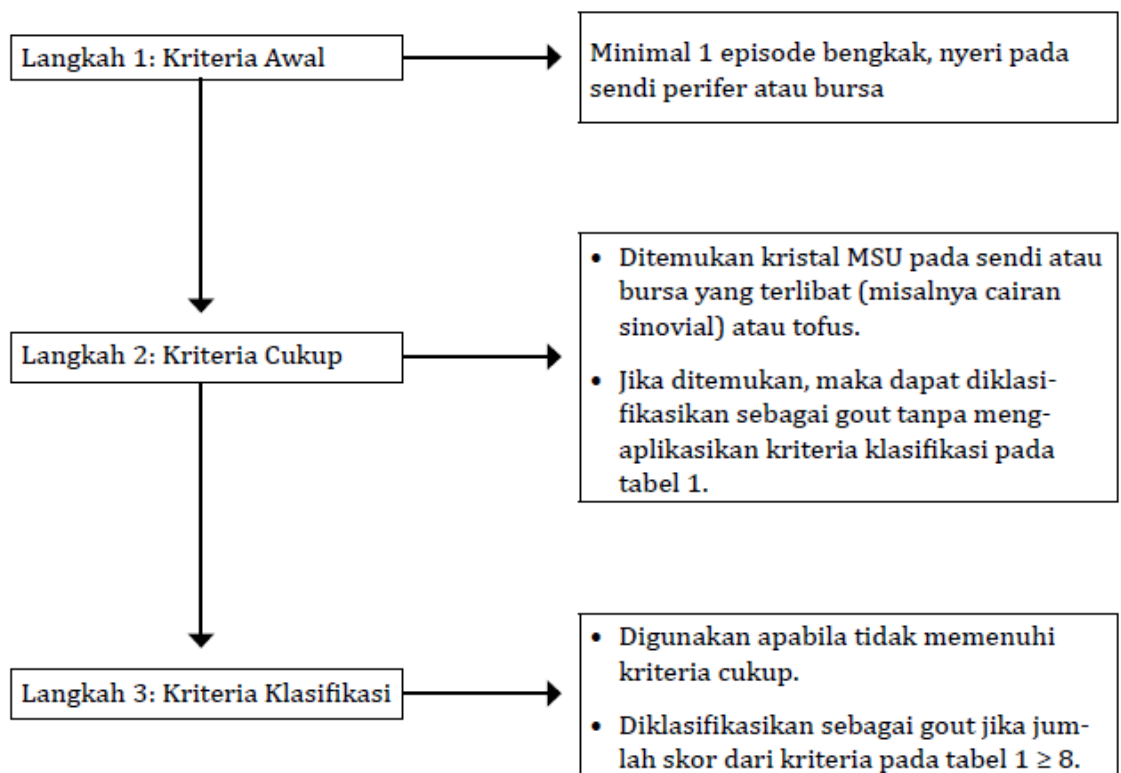 Langkah 1: Kriteria Awal
Minimal 1 episode bengkak, nyeri pada
sendi perifer atau bursa
Langkah 2: Kriteria Cukup
• Ditemukan kristal MSU pada sendi atau
bursa yang terlibat (misalnya cairan
sinovial) atau tofus.
• Jika ditemukan, maka dapat diklasi-
fikasikan sebagai gout tanpa meng-
aplikasikan kriteria klasifikasi pada
tabel 1.
Langkah 3: Kriteria Klasifikasi
• Digunakan apabila tidak memenuhi
kriteria cukup.
• Diklasifikasikan sebagai gout jika jum-
lah skor dari kriteria pada tabel 1 ≥ 8.